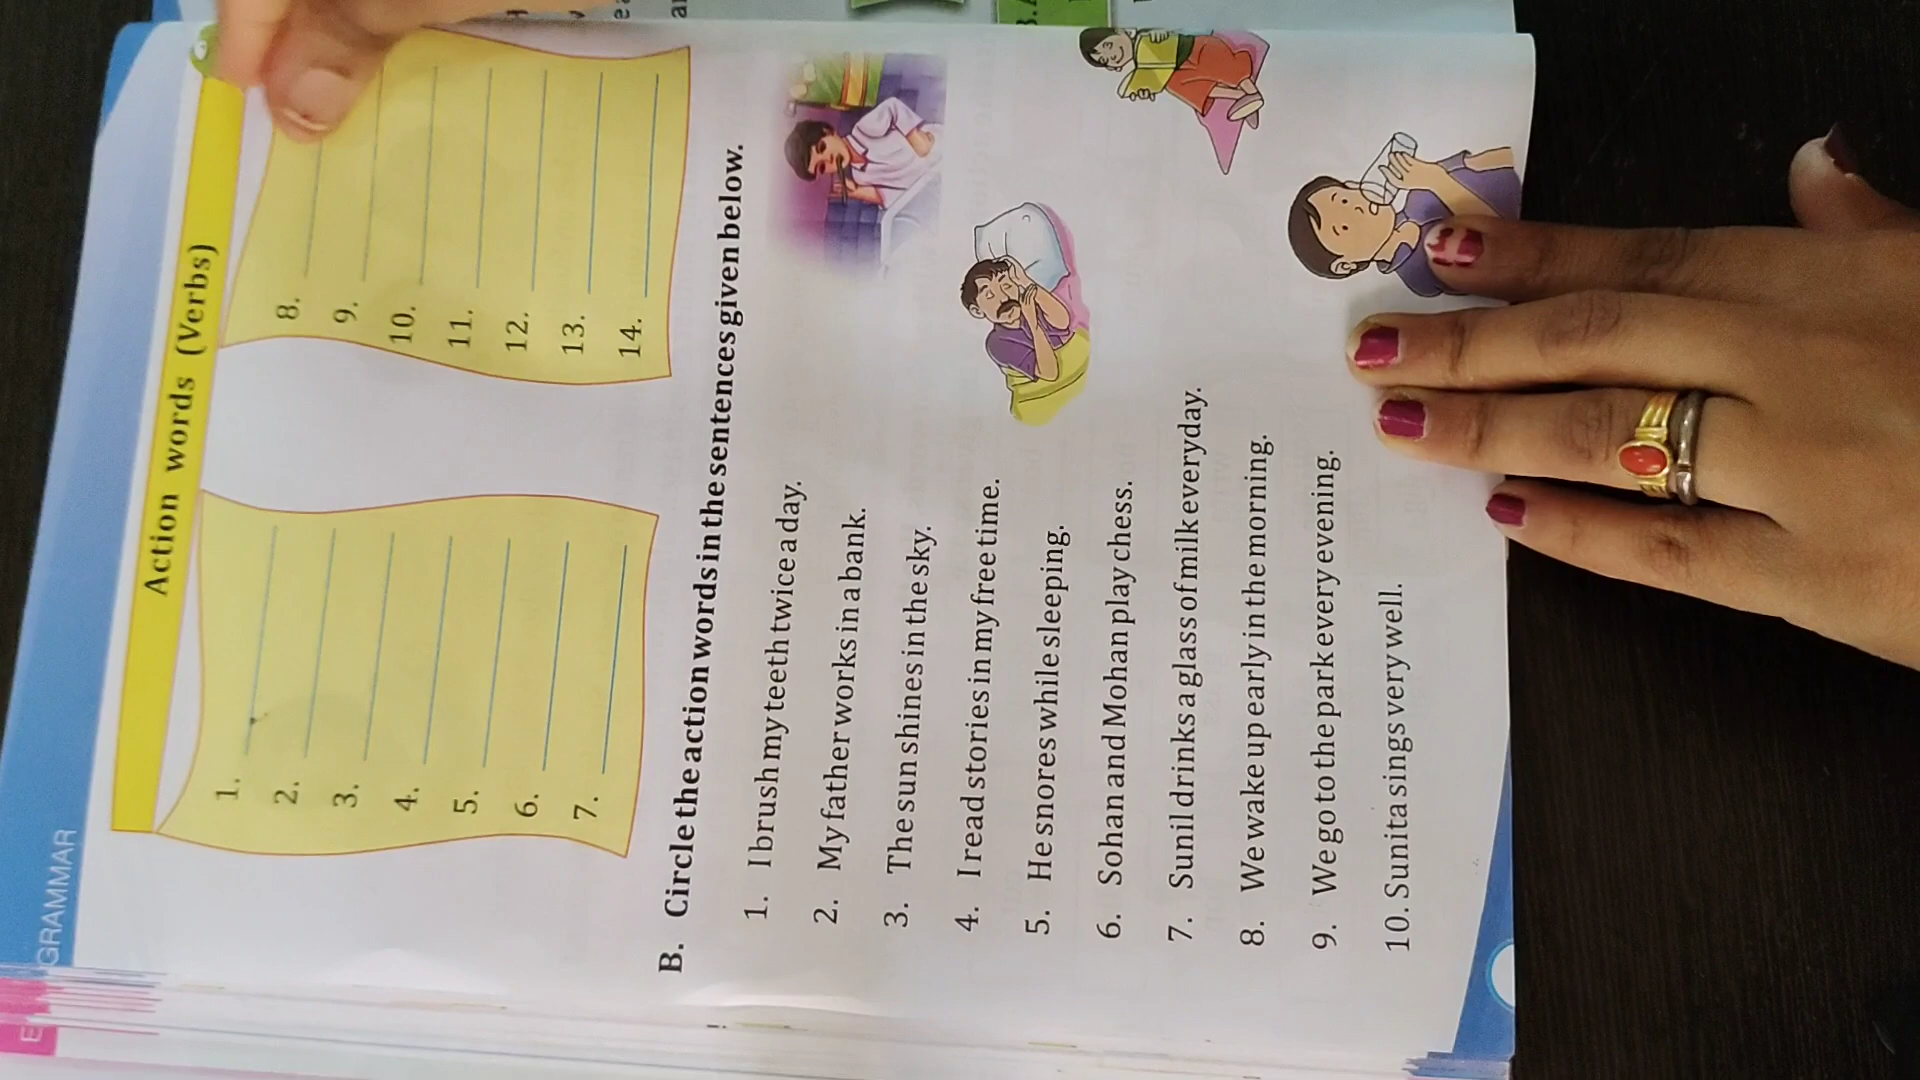 GRAMMAR
Action words (Verbs)
1.
2.
3.
4.
5.
6.
7.
8.
9.
10.
11.
12.
13.
14.
B. Circle the action words in the sentences given below.
1. I brush my teeth twice a day.
2. My father works in a bank.
3. The sun shines in the sky.
4. I read stories in my free time.
5. He snores while sleeping.
6. Sohan and Mohan play chess.
7. Sunil drinks a glass of milk everyday.
8. We wake up early in the morning.
9. We go to the park every evening.
10. Sunita sings very well.